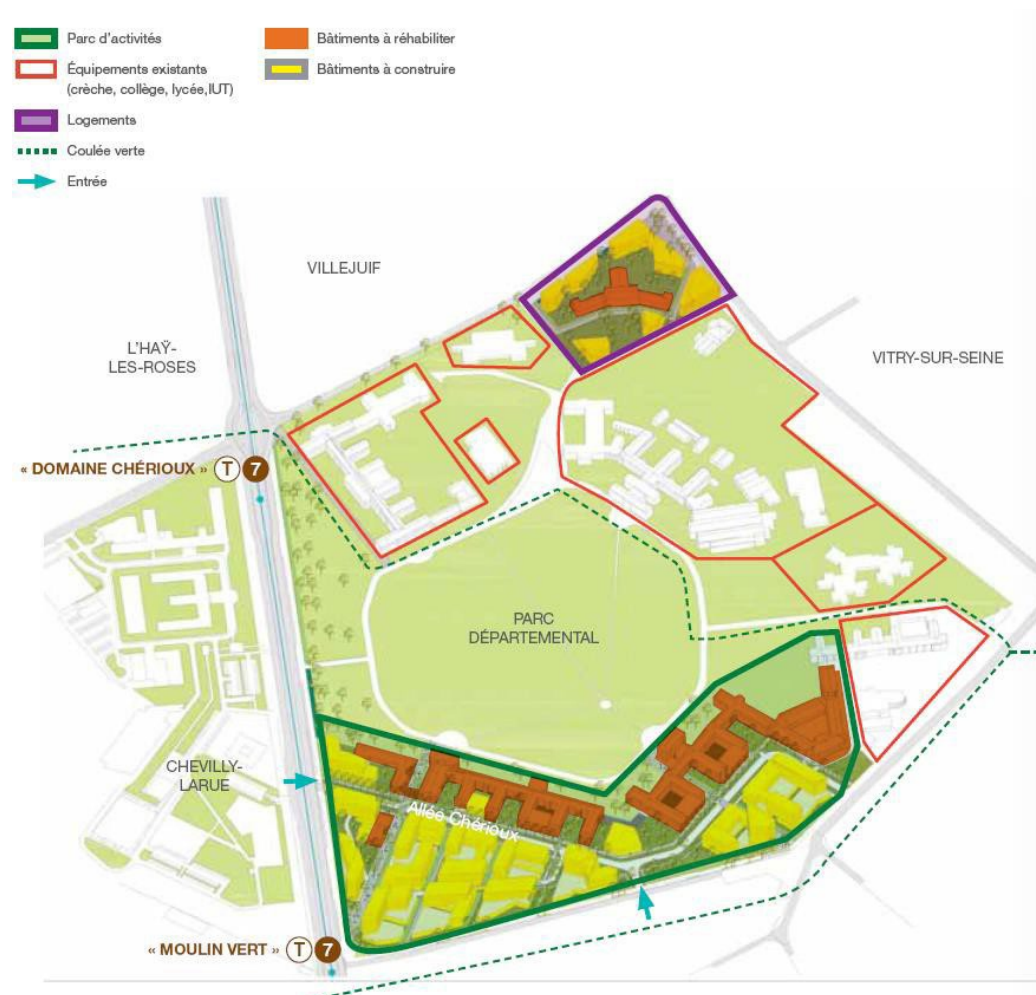 Parc d'activités
Équipements existants
(crèche, collège, lycée,IUT)
Logements
Coulée verte
Entrée
Bâtiments à réhabiliter
Bâtiments à construire
VILLEJUIF
L'HAŸ-
LES-ROSES
VITRY-SUR-SEINE
« DOMAINE CHÉRIOUX » T 7
PARC
DÉPARTEMENTAL
CHEVILLY-
LARUE
Allée Chérioux
« MOULIN VERT » T 7